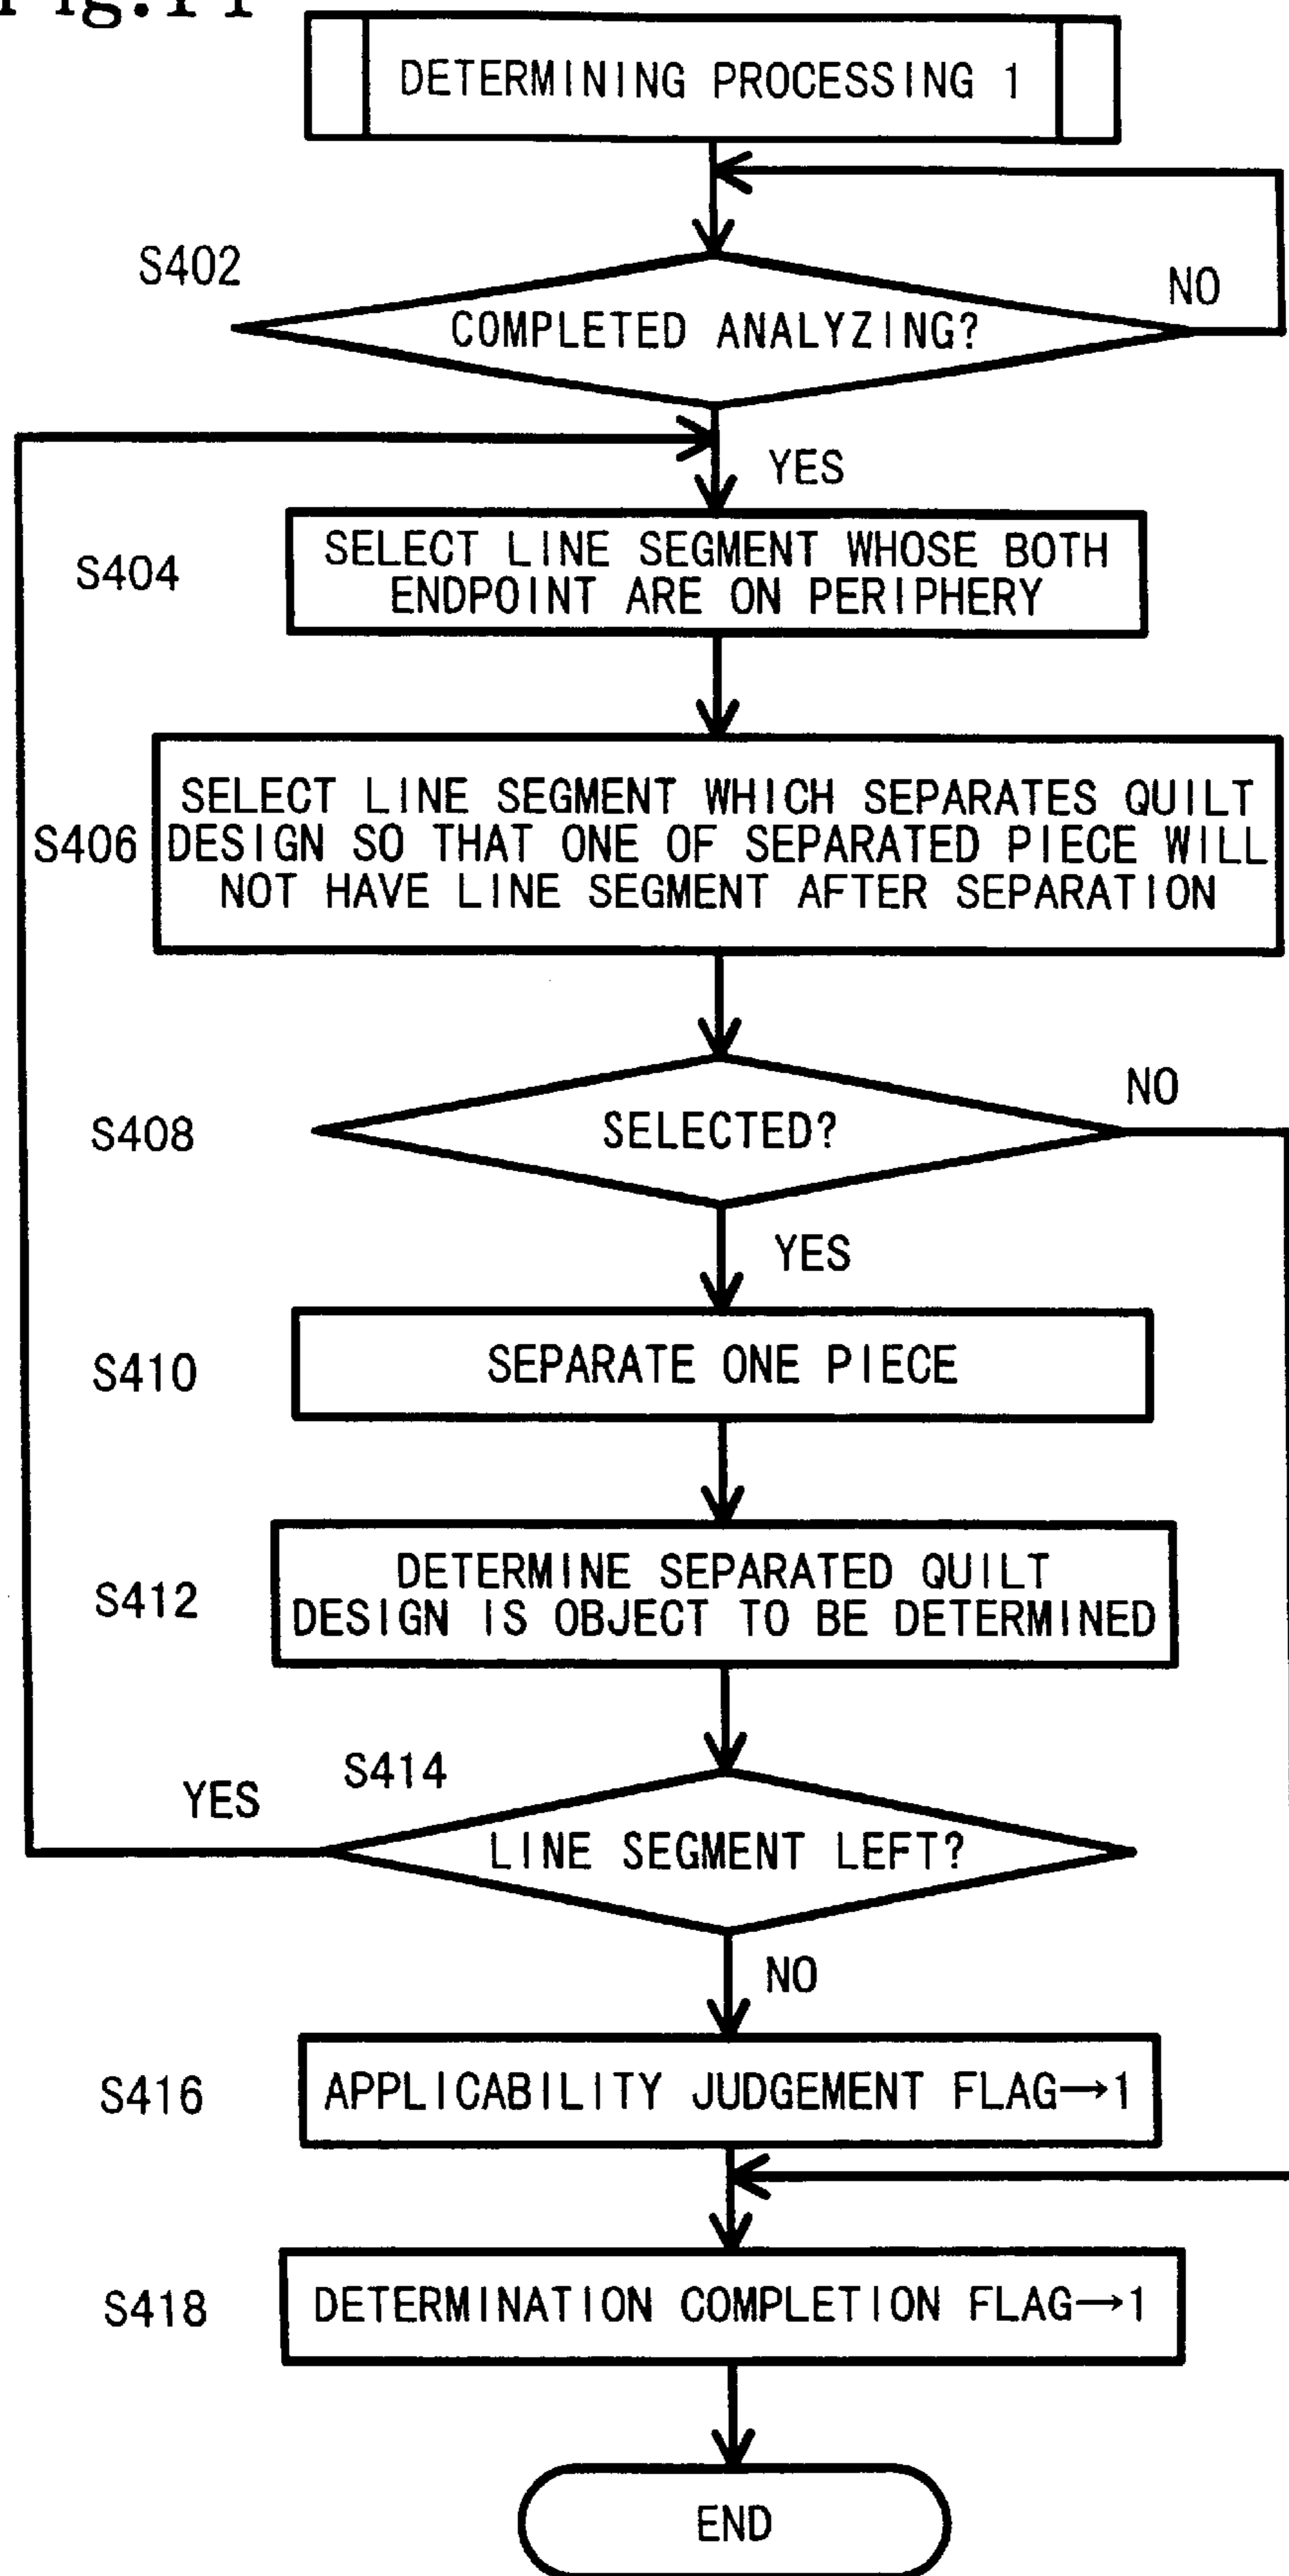 DETERMINING PROCESSING 1
S402
NO
COMPLETED ANALYZING?
YES
S404
SELECT LINE SEGMENT WHOSE BOTH
ENDPOINT ARE ON PERIPHERY
S406
SELECT LINE SEGMENT WHICH SEPARATES QUILT
DESIGN SO THAT ONE OF SEPARATED PIECE WILL
NOT HAVE LINE SEGMENT AFTER SEPARATION
S408
NO
SELECTED?
YES
S410
SEPARATE ONE PIECE
S412
DETERMINE SEPARATED QUILT
DESIGN IS OBJECT TO BE DETERMINED
S414
YES
LINE SEGMENT LEFT?
NO
S416
APPLICABILITY JUDGEMENT FLAG→1
S418
DETERMINATION COMPLETION FLAG→1
END